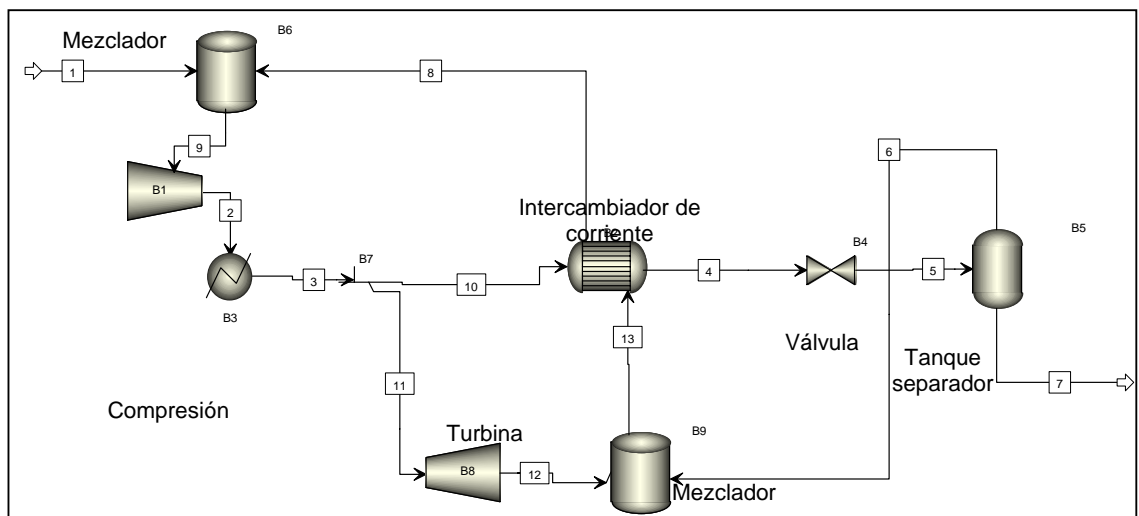 Mezclador
B6
1
8
9
B1
2
B3
3
B7
10
11
Intercambiador de
corriente
4
B4
Válvula
5
6
B5
Tanque
separador
7
13
Compresión
Turbina
B8
12
B9
Mezclador